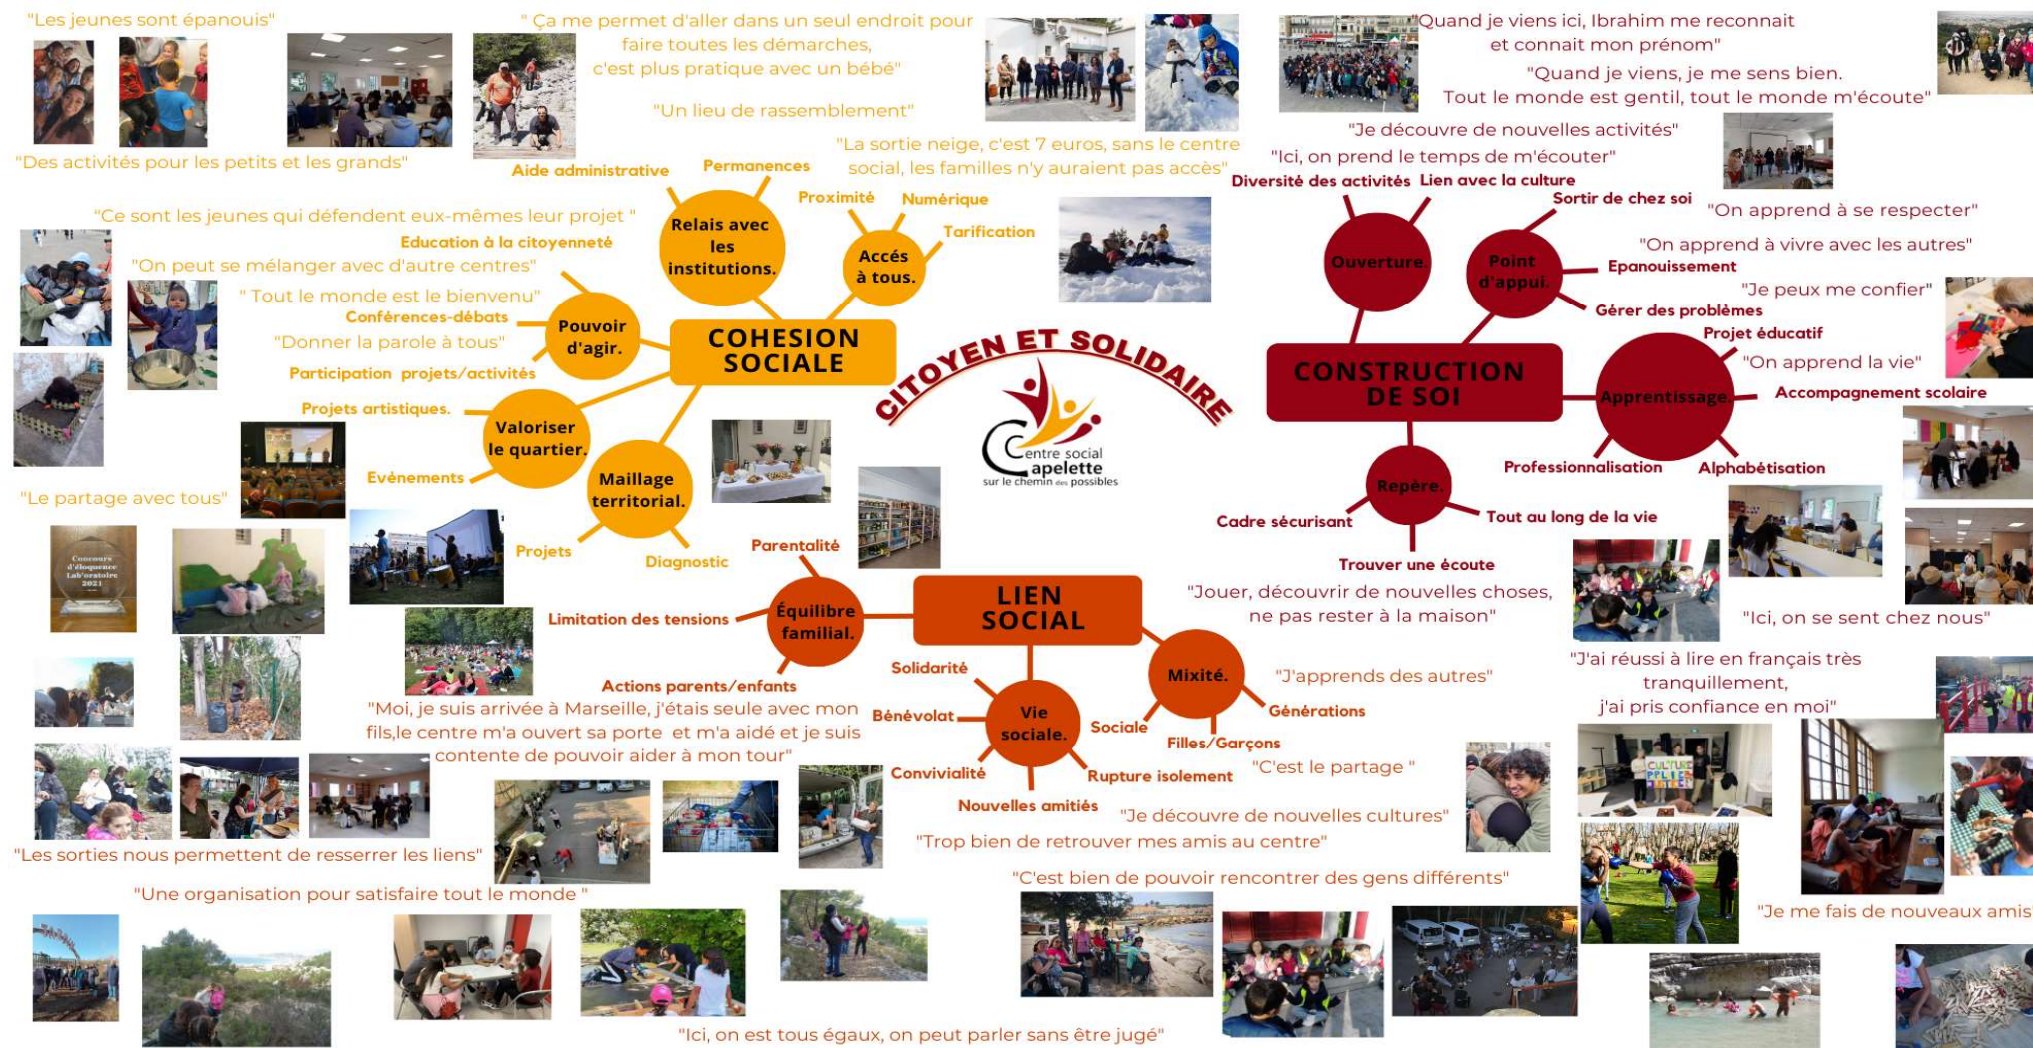 "Les jeunes sont épanouis"
" Ça me permet d'aller dans un seul endroit pour
faire toutes les démarches,
c'est plus pratique avec un bébé"
"Un lieu de rassemblement"
"Des activités pour les petits et les grands"
"La sortie neige, c'est 7 euros, sans le centre
social, les familles n'y auraient pas accès"
"Ce sont les jeunes qui défendent eux-mêmes leur projet "
"On peut se mélanger avec d'autre centres"
" Tout le monde est le bienvenu"
"Donner la parole à tous"
"Le partage avec tous"
COHESION
SOCIALE
Relais avec
les
institutions.
Aide administrative
Permanences
Accés
à tous.
Proximité
Numérique
Tarification
Pouvoir
d'agir.
Education à la citoyenneté
Conférences-débats
Participation projets/activités
Valoriser
le quartier.
Projets artistiques.
Evénements
Maillage
territorial.
Projets
Diagnostic
CITOYEN ET SOLIDAIRE
Centre social
Capelette
sur le chemin des possibles
"Quand je viens ici, Ibrahim me reconnait
et connait mon prénom"
"Quand je viens, je me sens bien.
Tout le monde est gentil, tout le monde m'écoute"
"Je découvre de nouvelles activités"
"Ici, on prend le temps de m'écouter"
"On apprend à se respecter"
"On apprend à vivre avec les autres"
"Je peux me confier"
"On apprend la vie"
CONSTRUCTION
DE SOI
Ouverture.
Diversité des activités
Lien avec la culture
Point
d'appui.
Sortir de chez soi
Epanouissement
Gérer des problèmes
Apprentissage.
Projet éducatif
Accompagnement scolaire
Alphabétisation
Professionnalisation
Repère.
Cadre sécurisant
Trouver une écoute
Tout au long de la vie
"Jouer, découvrir de nouvelles choses,
ne pas rester à la maison"
"Ici, on se sent chez nous"
"J'ai réussi à lire en français très
tranquillement,
j'ai pris confiance en moi"
"Je me fais de nouveaux amis
LIEN
SOCIAL
Équilibre
familial.
Parentalité
Limitation des tensions
Actions parents/enfants
Vie
sociale.
Solidarité
Bénévolat
Convivialité
Nouvelles amitiés
Rupture isolement
Mixité.
Sociale
Filles/Garçons
Générations
"J'apprends des autres"
"C'est le partage "
"Moi, je suis arrivée à Marseille, j'étais seule avec mon
fils,le centre m'a ouvert sa porte et m'a aidé et je suis
contente de pouvoir aider à mon tour"
"Je découvre de nouvelles cultures"
"Trop bien de retrouver mes amis au centre"
"C'est bien de pouvoir rencontrer des gens différents"
"Les sorties nous permettent de resserrer les liens"
"Une organisation pour satisfaire tout le monde "
"Ici, on est tous égaux, on peut parler sans être jugé"
Concours
d'éloquence
Lab'oratoire
2021
CULTURE